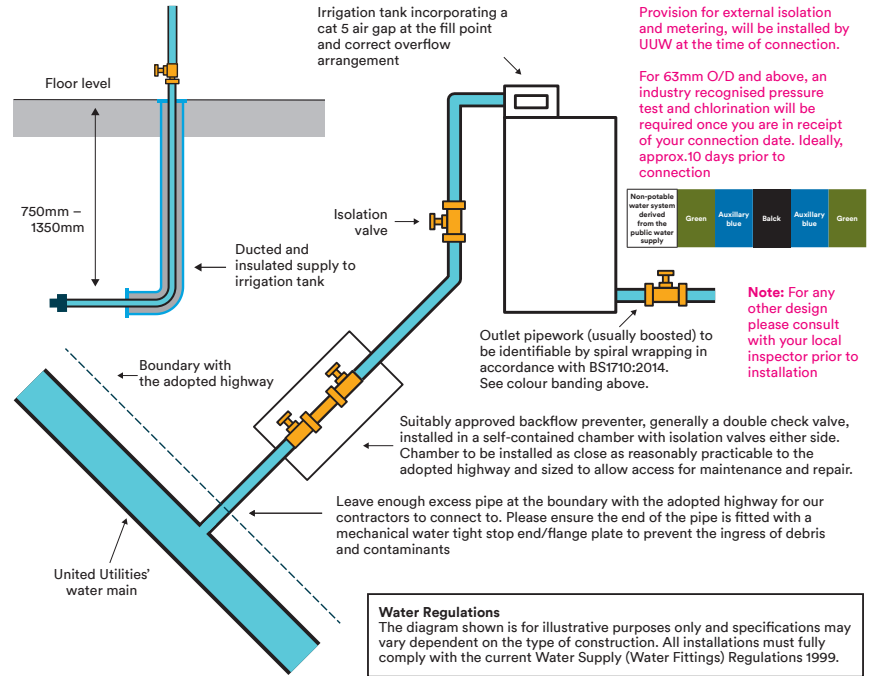 Irrigation tank incorporating a
cat 5 air gap at the fill point
and correct overflow
arrangement
Provision for external isolation
and metering, will be installed by
UUW at the time of connection.
For 63mm O/D and above, an
industry recognised pressure
test and chlorination will be
required once you are in receipt
of your connection date. Ideally,
approx.10 days prior to
connection
Floor level
750mm –
1350mm
Ducted and
insulated supply to
irrigation tank
Isolation
valve
Non-potable
water system
derived
from the
public water
supply
Green
Auxillary
blue
Balck
Auxillary
blue
Green
Note: For any
other design
please consult
with your local
inspector prior to
installation
Outlet pipework (usually boosted) to
be identifiable by spiral wrapping in
accordance with BS1710:2014.
See colour banding above.
Boundary with
the adopted highway
Suitably approved backflow preventer, generally a double check valve,
installed in a self-contained chamber with isolation valves either side.
Chamber to be installed as close as reasonably practicable to the
adopted highway and sized to allow access for maintenance and repair.
Leave enough excess pipe at the boundary with the adopted highway for our
contractors to connect to. Please ensure the end of the pipe is fitted with a
mechanical water tight stop end/flange plate to prevent the ingress of debris
and contaminants
United Utilities’
water main
Water Regulations
The diagram shown is for illustrative purposes only and specifications may
vary dependent on the type of construction. All installations must fully
comply with the current Water Supply (Water Fittings) Regulations 1999.